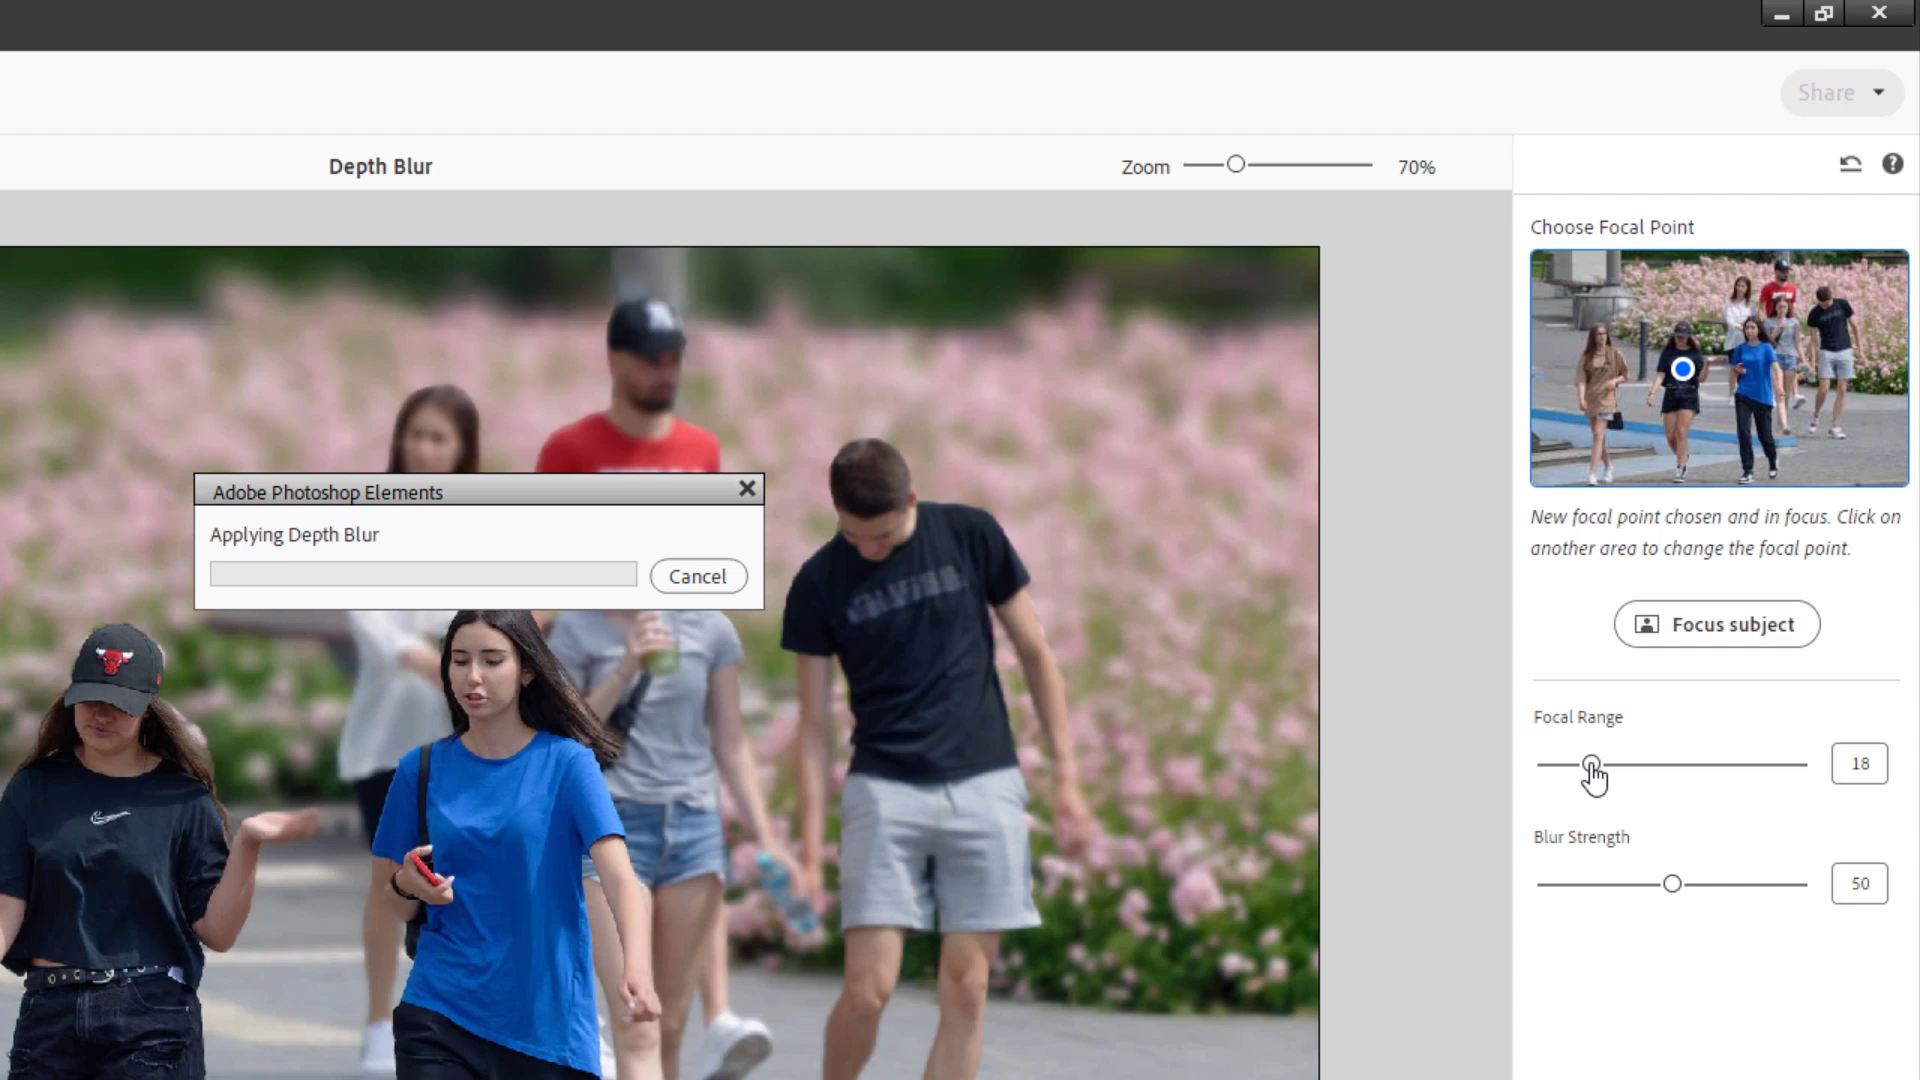 Share
Depth Blur
Zoom 70%
Choose Focal Point
Adobe Photoshop Elements
Applying Depth Blur
Cancel
New focal point chosen and in focus. Click on
another area to change the focal point.
Focus subject
Focal Range
18
Blur Strength
50